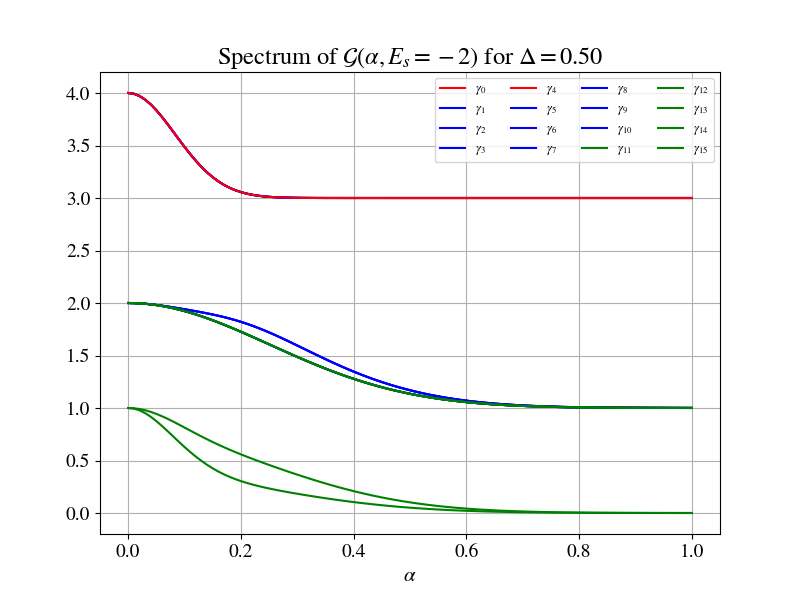 Spectrum of 𝒢(α, E_s = −2) for Δ = 0.50
γ₀ γ₄ γ₈ γ₁₂
γ₁ γ₅ γ₉ γ₁₃
γ₂ γ₆ γ₁₀ γ₁₄
γ₃ γ₇ γ₁₁ γ₁₅
4.0
3.5
3.0
2.5
2.0
1.5
1.0
0.5
0.0
0.0 0.2 0.4 0.6 0.8 1.0
α